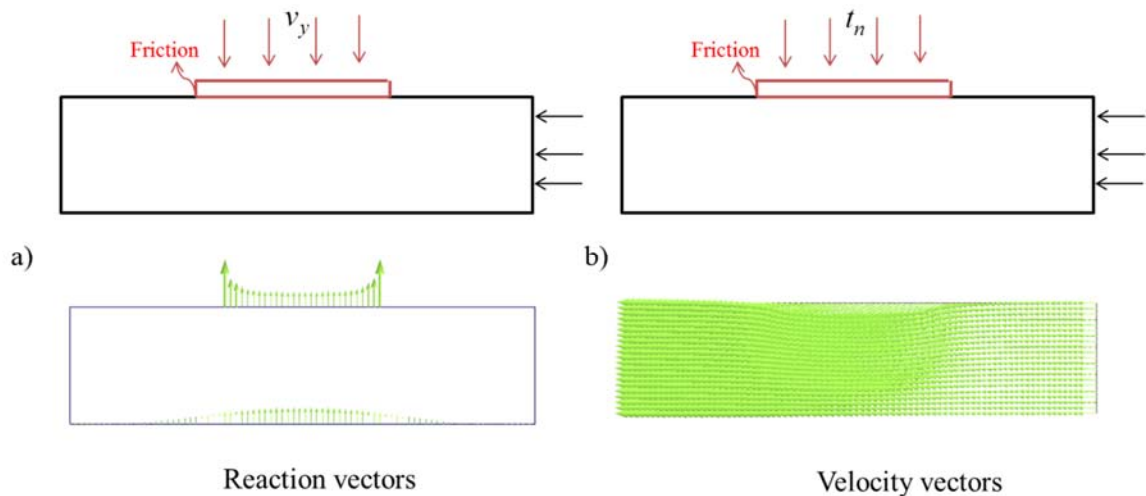 v_y
Friction
t_n
Friction
a)
b)
Reaction vectors
Velocity vectors